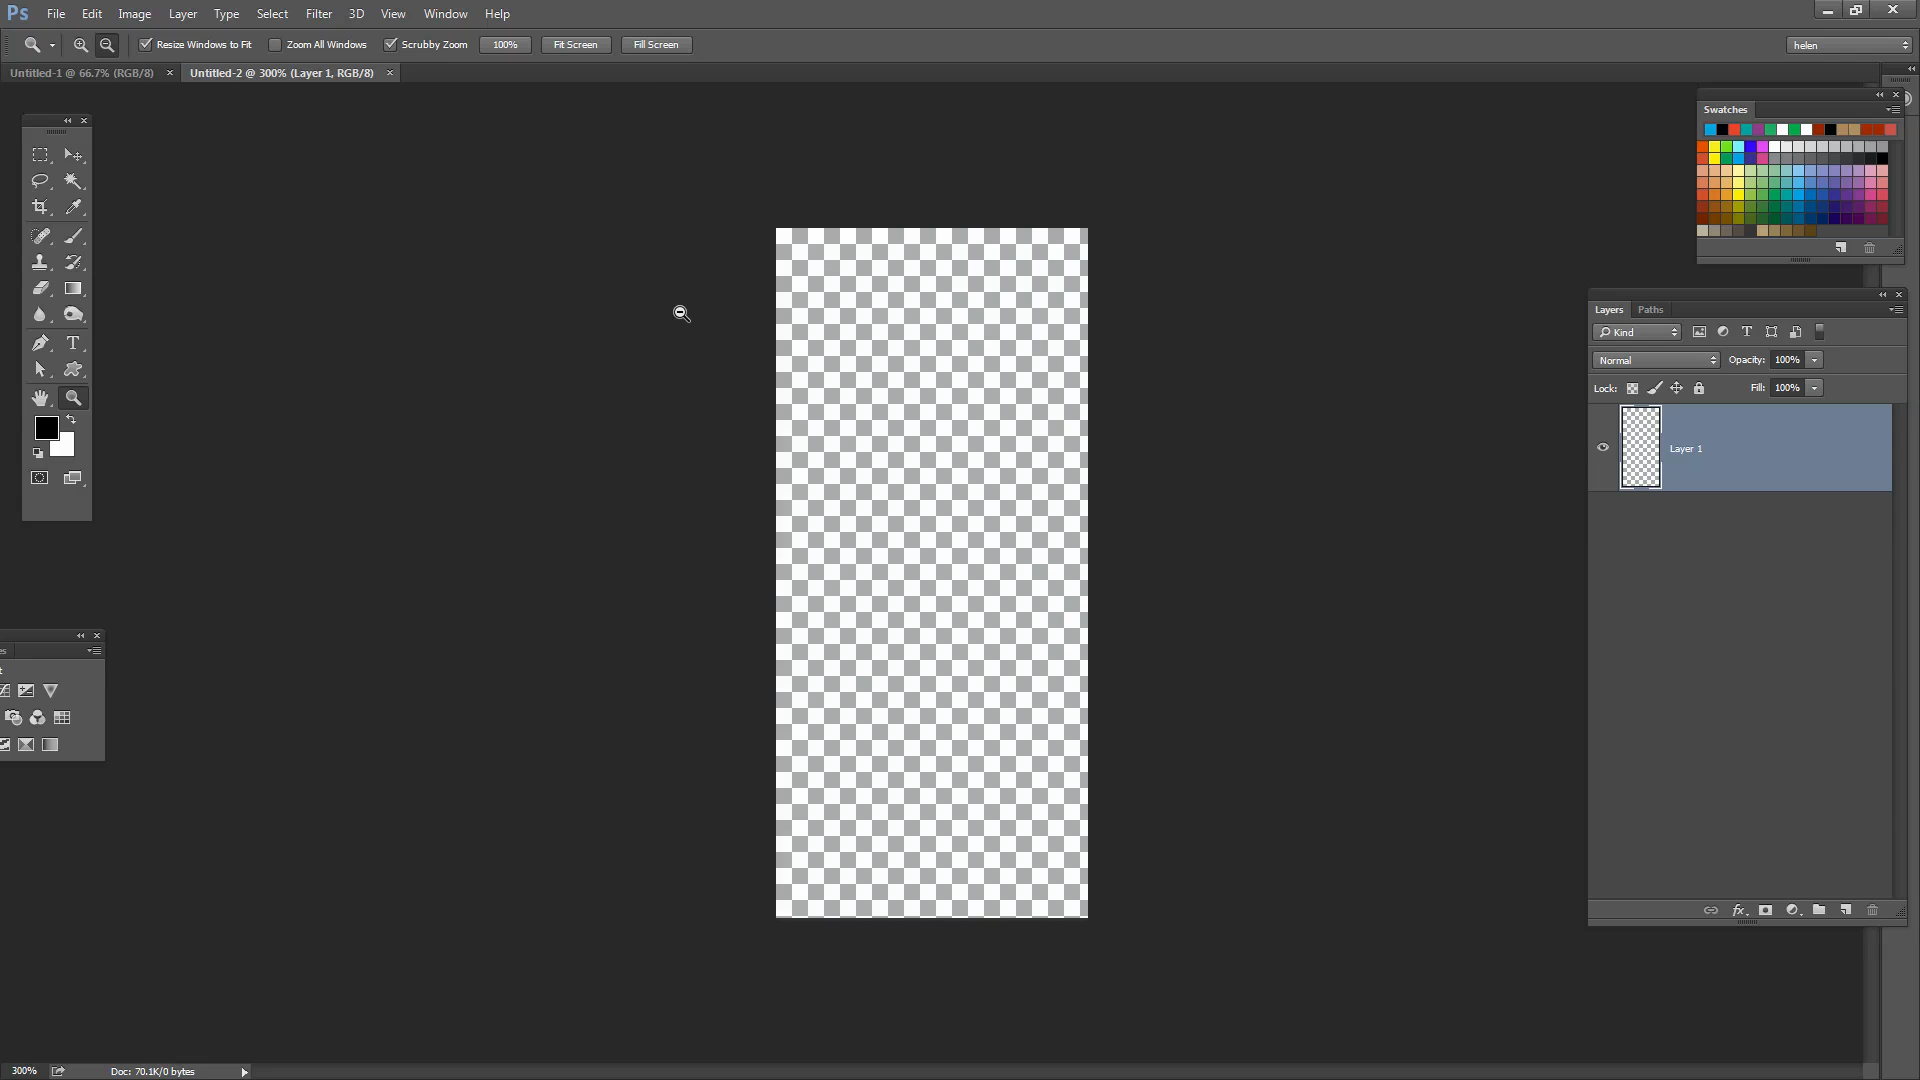 Ps File Edit Image Layer Type Select Filter 3D View Window Help
Resize Windows to Fit Zoom All Windows Scrubby Zoom 100% Fit Screen Fill Screen helen
Untitled-1 @ 66.7% (RGB/8) Untitled-2 @ 300% (Layer 1, RGB/8)
Swatches
Layers Paths
Kind
Normal Opacity: 100%
Lock: Fill: 100%
Layer 1
300% Doc: 70.1K/0 bytes